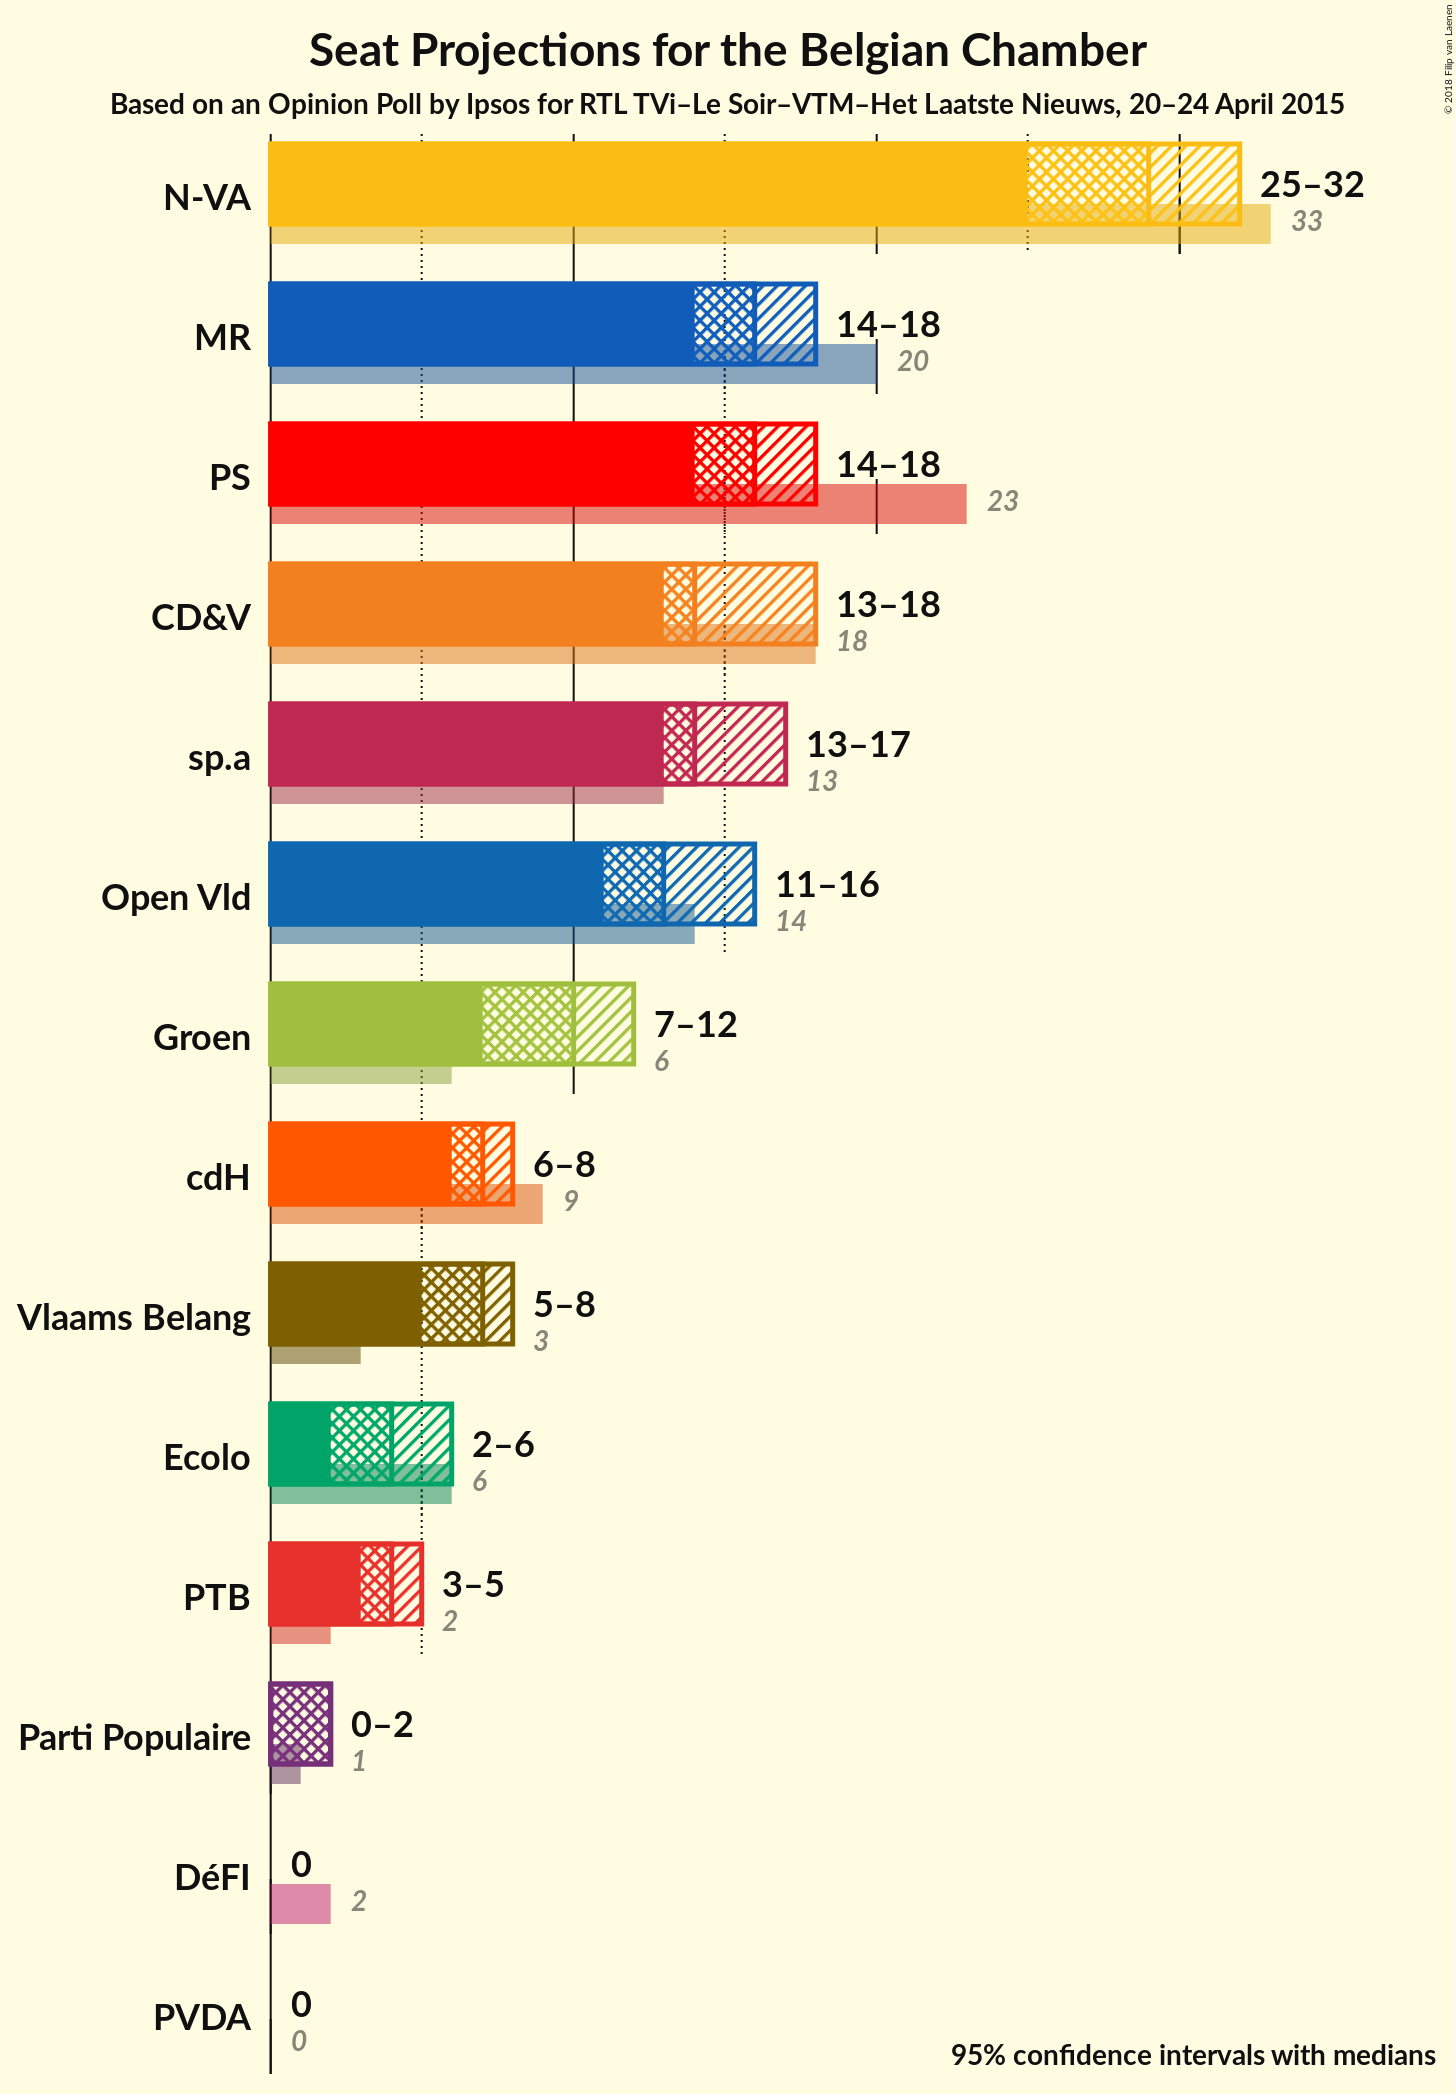 Seat Projections for the Belgian Chamber
Based on an Opinion Poll by Ipsos for RTL TVi–Le Soir–VTM–Het Laatste Nieuws, 20–24 April 2015
© 2018 Filip van Laenen
N-VA
25–32
33
MR
14–18
20
PS
14–18
23
CD&V
13–18
18
sp.a
13–17
13
Open Vld
11–16
14
Groen
7–12
6
cdH
6–8
9
Vlaams Belang
5–8
3
Ecolo
2–6
6
PTB
3–5
2
Parti Populaire
0–2
1
DéFI
0
2
PVDA
0
0
95% confidence intervals with medians